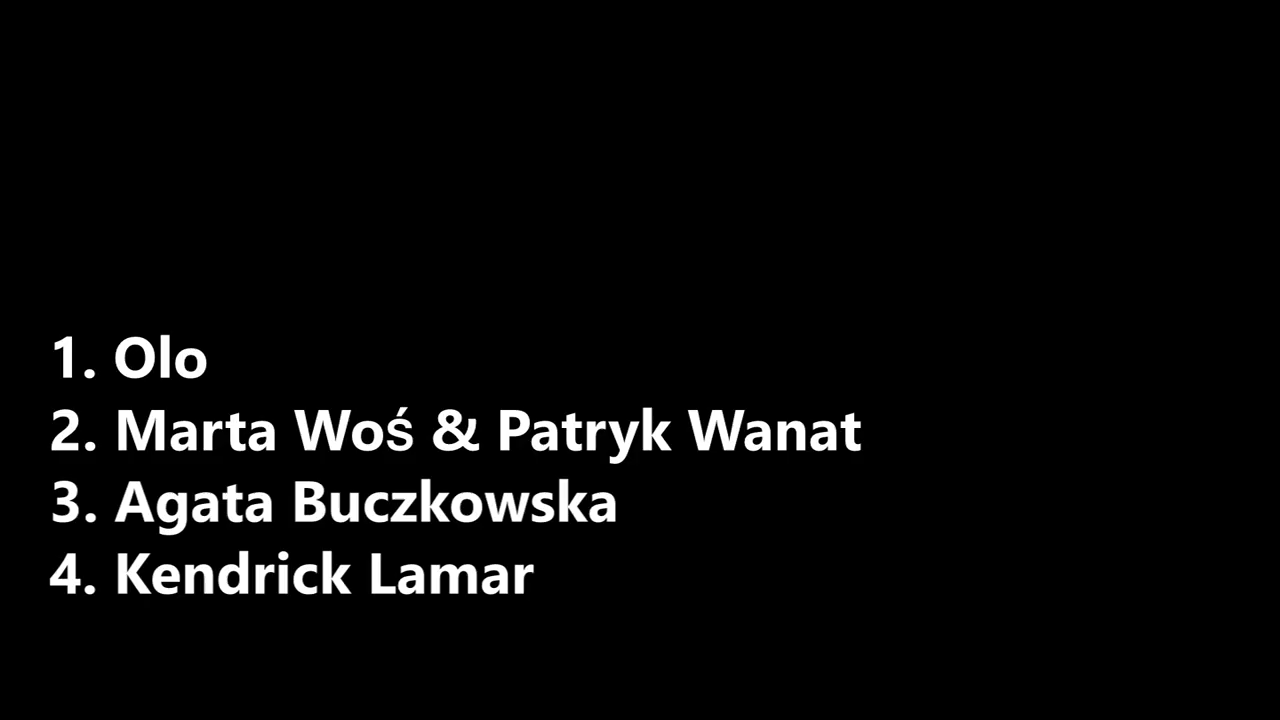 1. Olo
2. Marta Woś & Patryk Wanat
3. Agata Buczkowska
4. Kendrick Lamar